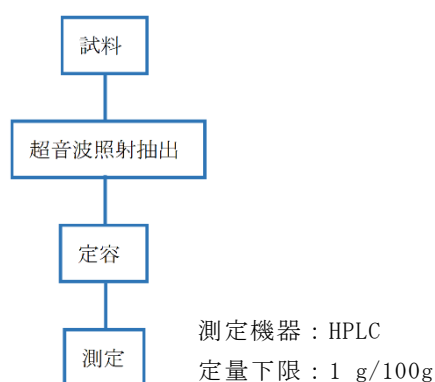 試料
超音波照射抽出
定容
測定
測定機器：HPLC
定量下限：1 g/100g